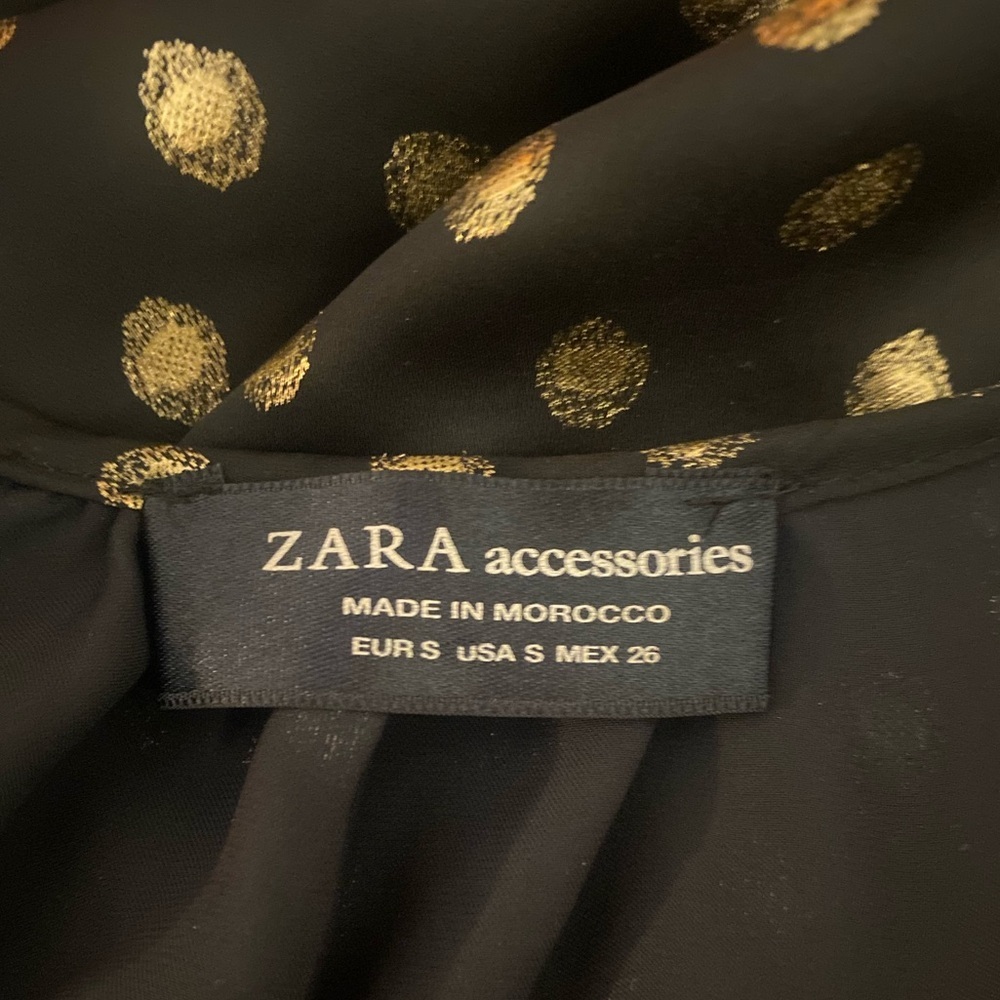 ZARA accessories
MADE IN MOROCCO
EUR S USA S MEX 26